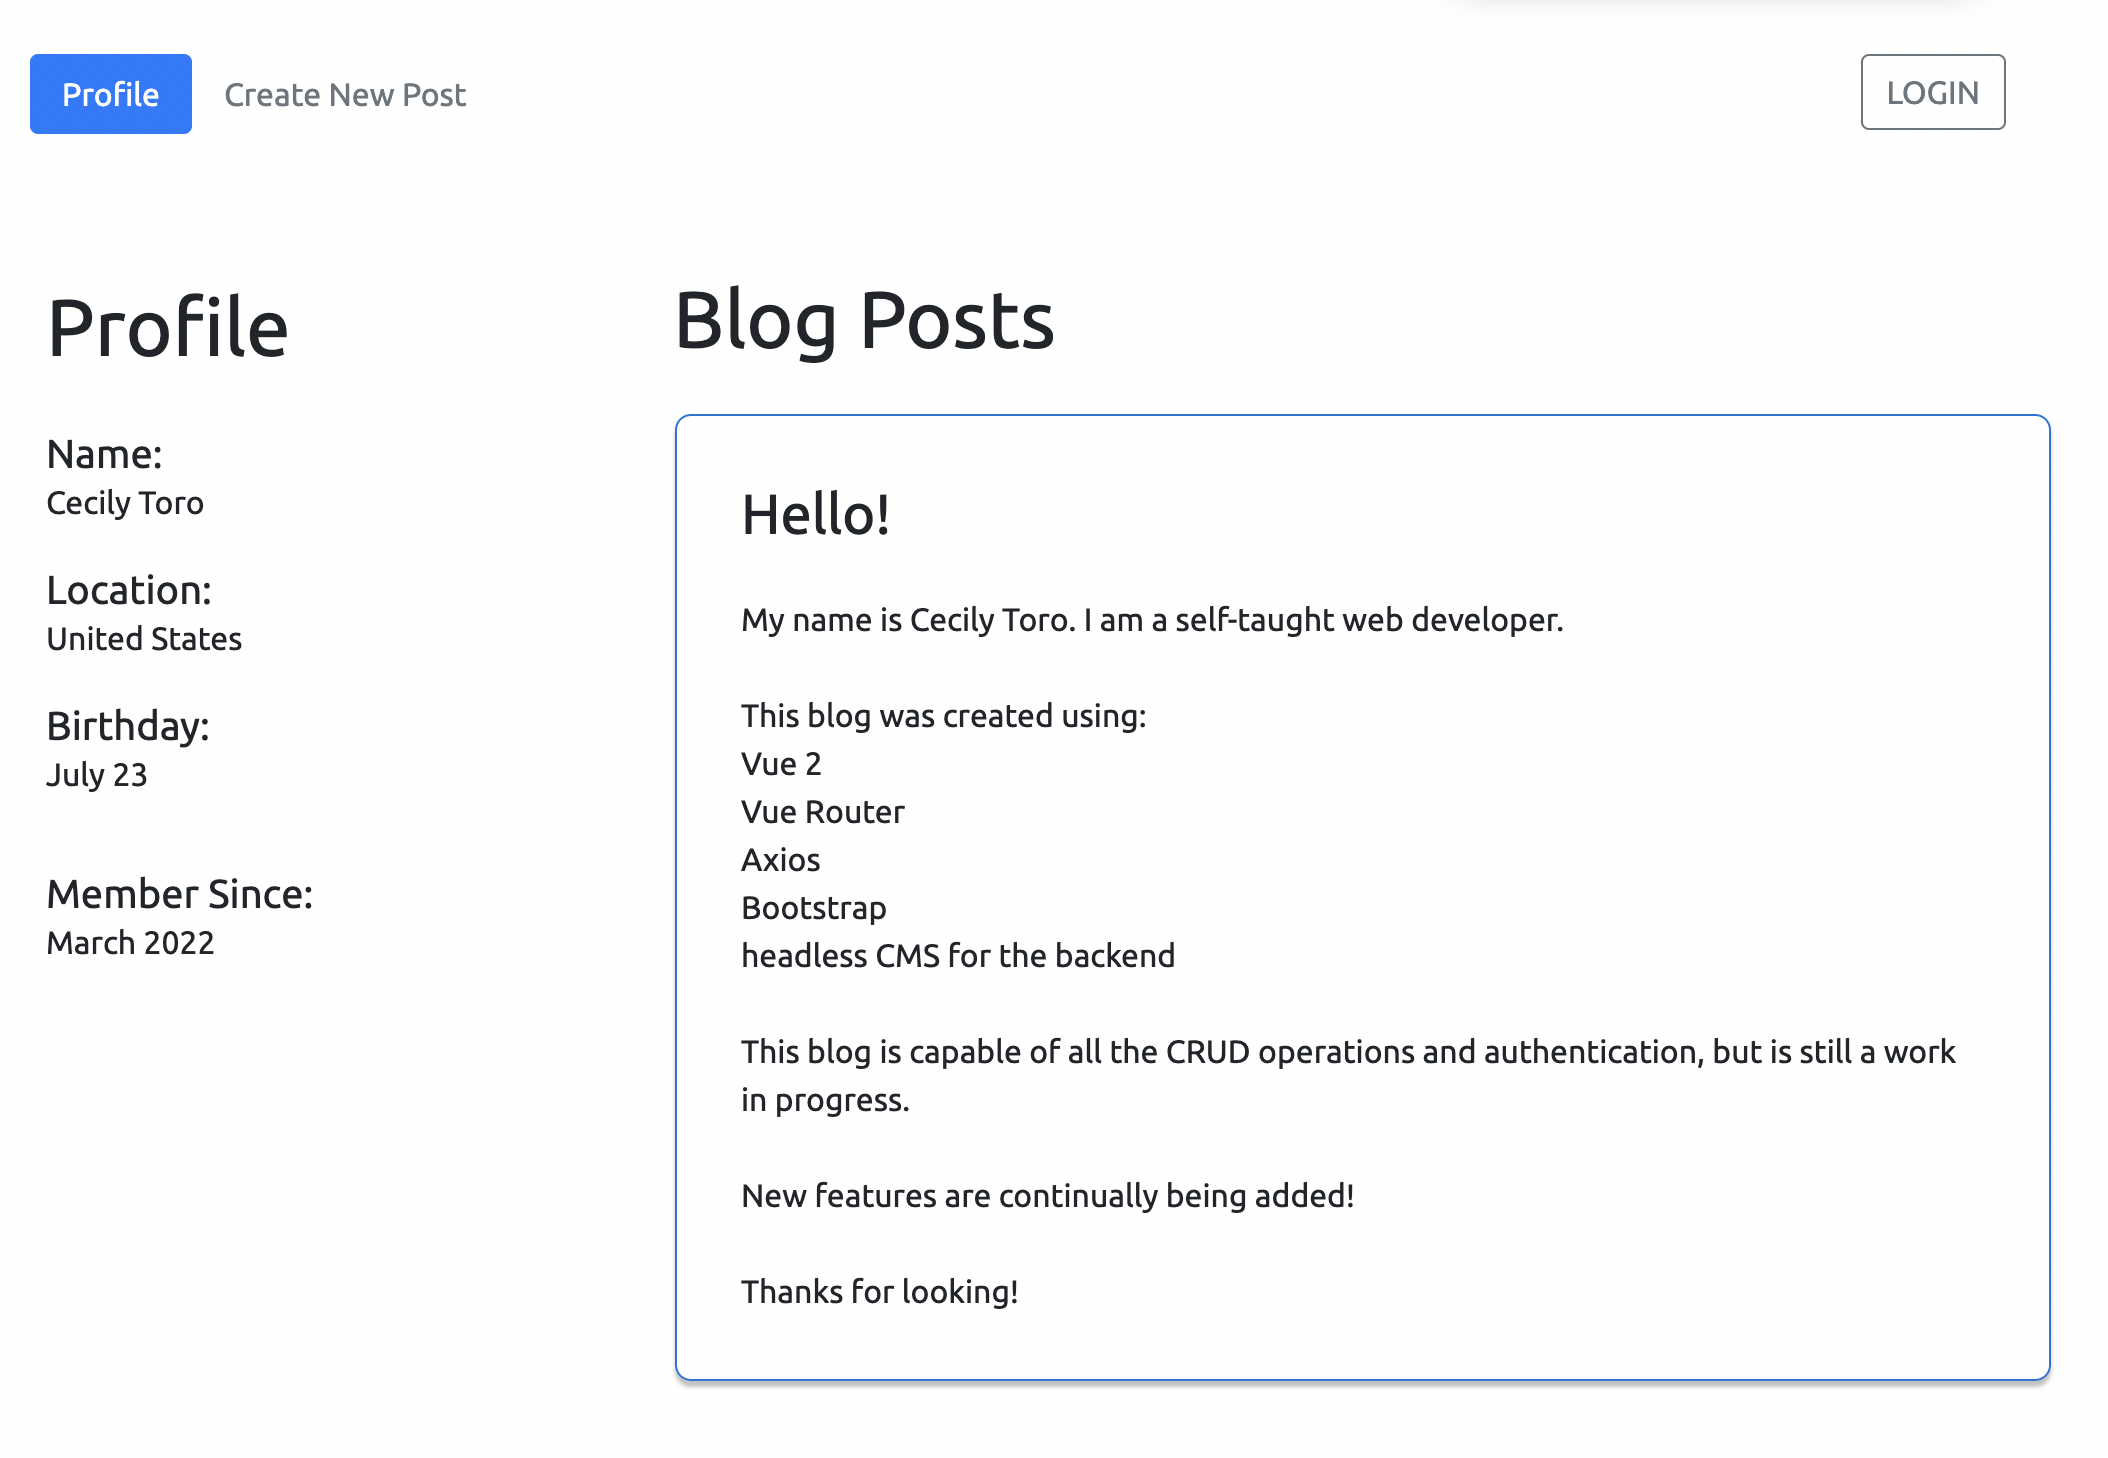 Profile
Create New Post
LOGIN
Profile
Name:
Cecily Toro
Location:
United States
Birthday:
July 23
Member Since:
March 2022
Blog Posts
Hello!
My name is Cecily Toro. I am a self-taught web developer.
This blog was created using:
Vue 2
Vue Router
Axios
Bootstrap
headless CMS for the backend
This blog is capable of all the CRUD operations and authentication, but is still a work
in progress.
New features are continually being added!
Thanks for looking!